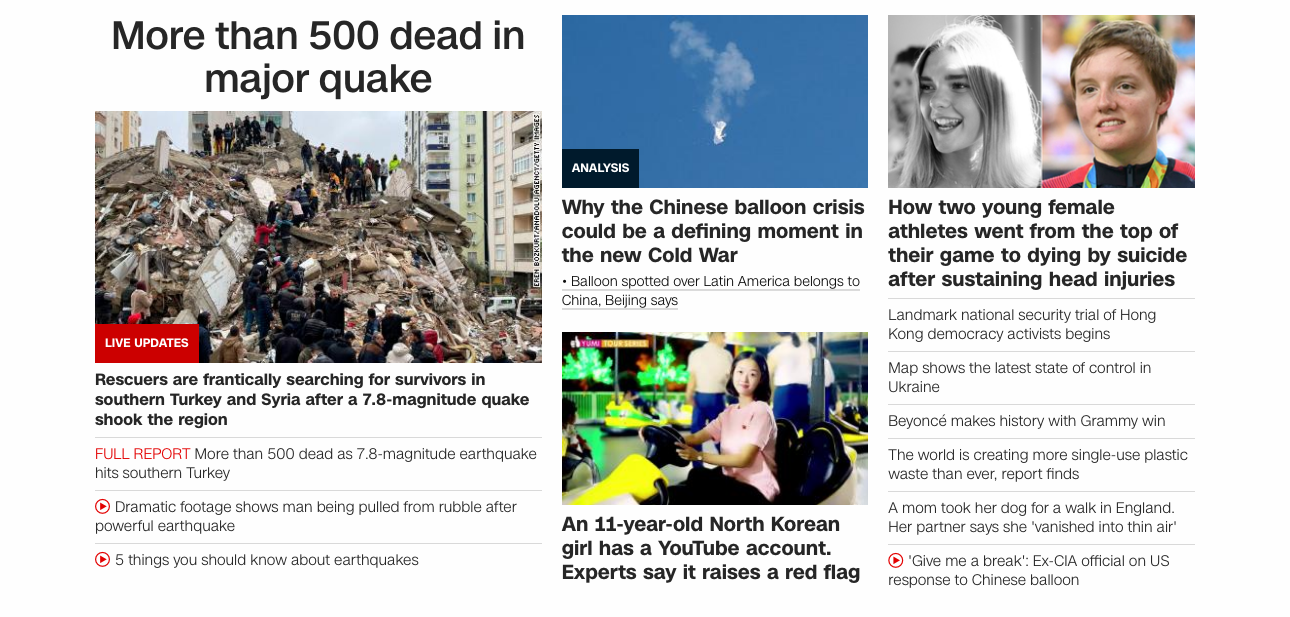 More than 500 dead in
major quake
EREN BOZKURT/ANADOLU AGENCY/GETTY IMAGES
LIVE UPDATES
Rescuers are frantically searching for survivors in
southern Turkey and Syria after a 7.8-magnitude quake
shook the region
FULL REPORT More than 500 dead as 7.8-magnitude earthquake
hits southern Turkey
Dramatic footage shows man being pulled from rubble after
powerful earthquake
5 things you should know about earthquakes
ANALYSIS
Why the Chinese balloon crisis
could be a defining moment in
the new Cold War
• Balloon spotted over Latin America belongs to
China, Beijing says
YUMI TOUR SERIES
An 11-year-old North Korean
girl has a YouTube account.
Experts say it raises a red flag
How two young female
athletes went from the top of
their game to dying by suicide
after sustaining head injuries
Landmark national security trial of Hong
Kong democracy activists begins
Map shows the latest state of control in
Ukraine
Beyoncé makes history with Grammy win
The world is creating more single-use plastic
waste than ever, report finds
A mom took her dog for a walk in England.
Her partner says she 'vanished into thin air'
'Give me a break': Ex-CIA official on US
response to Chinese balloon